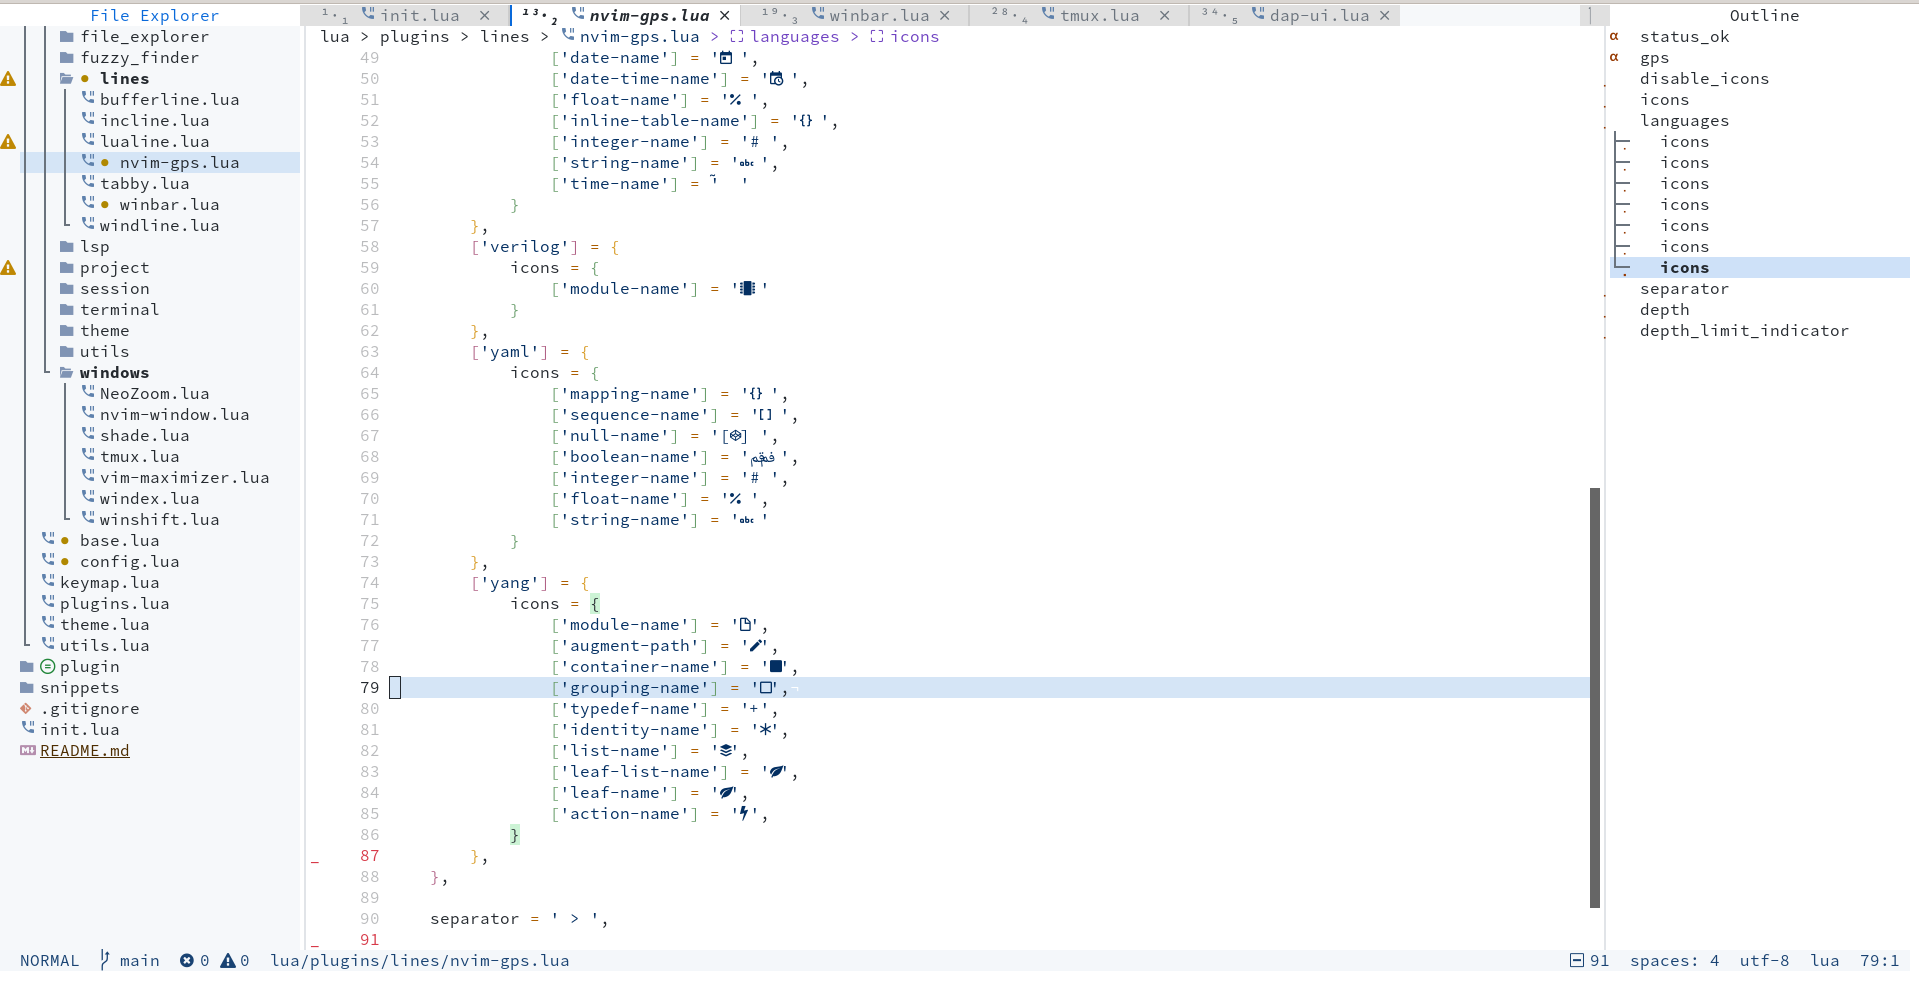 File Explorer
file_explorer
fuzzy_finder
lines
bufferline.lua
incline.lua
lualine.lua
nvim-gps.lua
tabby.lua
winbar.lua
windline.lua
lsp
project
session
terminal
theme
utils
windows
NeoZoom.lua
nvim-window.lua
shade.lua
tmux.lua
vim-maximizer.lua
windex.lua
winshift.lua
base.lua
config.lua
keymap.lua
plugins.lua
theme.lua
utils.lua
plugin
snippets
.gitignore
init.lua
README.md
¹·₁ init.lua ✕ ¹³·₂ nvim-gps.lua ✕ ¹⁹·₃ winbar.lua ✕ ²⁸·₄ tmux.lua ✕ ³⁴·₅ dap-ui.lua ✕
lua > plugins > lines > nvim-gps.lua > languages > icons
49 ['date-name'] = ' ',
50 ['date-time-name'] = ' ',
51 ['float-name'] = '% ',
52 ['inline-table-name'] = '{} ',
53 ['integer-name'] = '# ',
54 ['string-name'] = 'abc ',
55 ['time-name'] = ' '
56 }
57 },
58 ['verilog'] = {
59 icons = {
60 ['module-name'] = ' '
61 }
62 },
63 ['yaml'] = {
64 icons = {
65 ['mapping-name'] = '{} ',
66 ['sequence-name'] = '[] ',
67 ['null-name'] = '[] ',
68 ['boolean-name'] = ' ',
69 ['integer-name'] = '# ',
70 ['float-name'] = '% ',
71 ['string-name'] = 'abc '
72 }
73 },
74 ['yang'] = {
75 icons = {
76 ['module-name'] = '',
77 ['augment-path'] = '',
78 ['container-name'] = '',
79 ['grouping-name'] = '',¬
80 ['typedef-name'] = '+',
81 ['identity-name'] = '*',
82 ['list-name'] = '',
83 ['leaf-list-name'] = '',
84 ['leaf-name'] = '',
85 ['action-name'] = '',
86 }
87 },
88 },
89
90 separator = ' > ',
91
Outline
α status_ok
α gps
disable_icons
icons
languages
icons
icons
icons
icons
icons
icons
icons
separator
depth
depth_limit_indicator
NORMAL main 0 0 lua/plugins/lines/nvim-gps.lua 91 spaces: 4 utf-8 lua 79:1